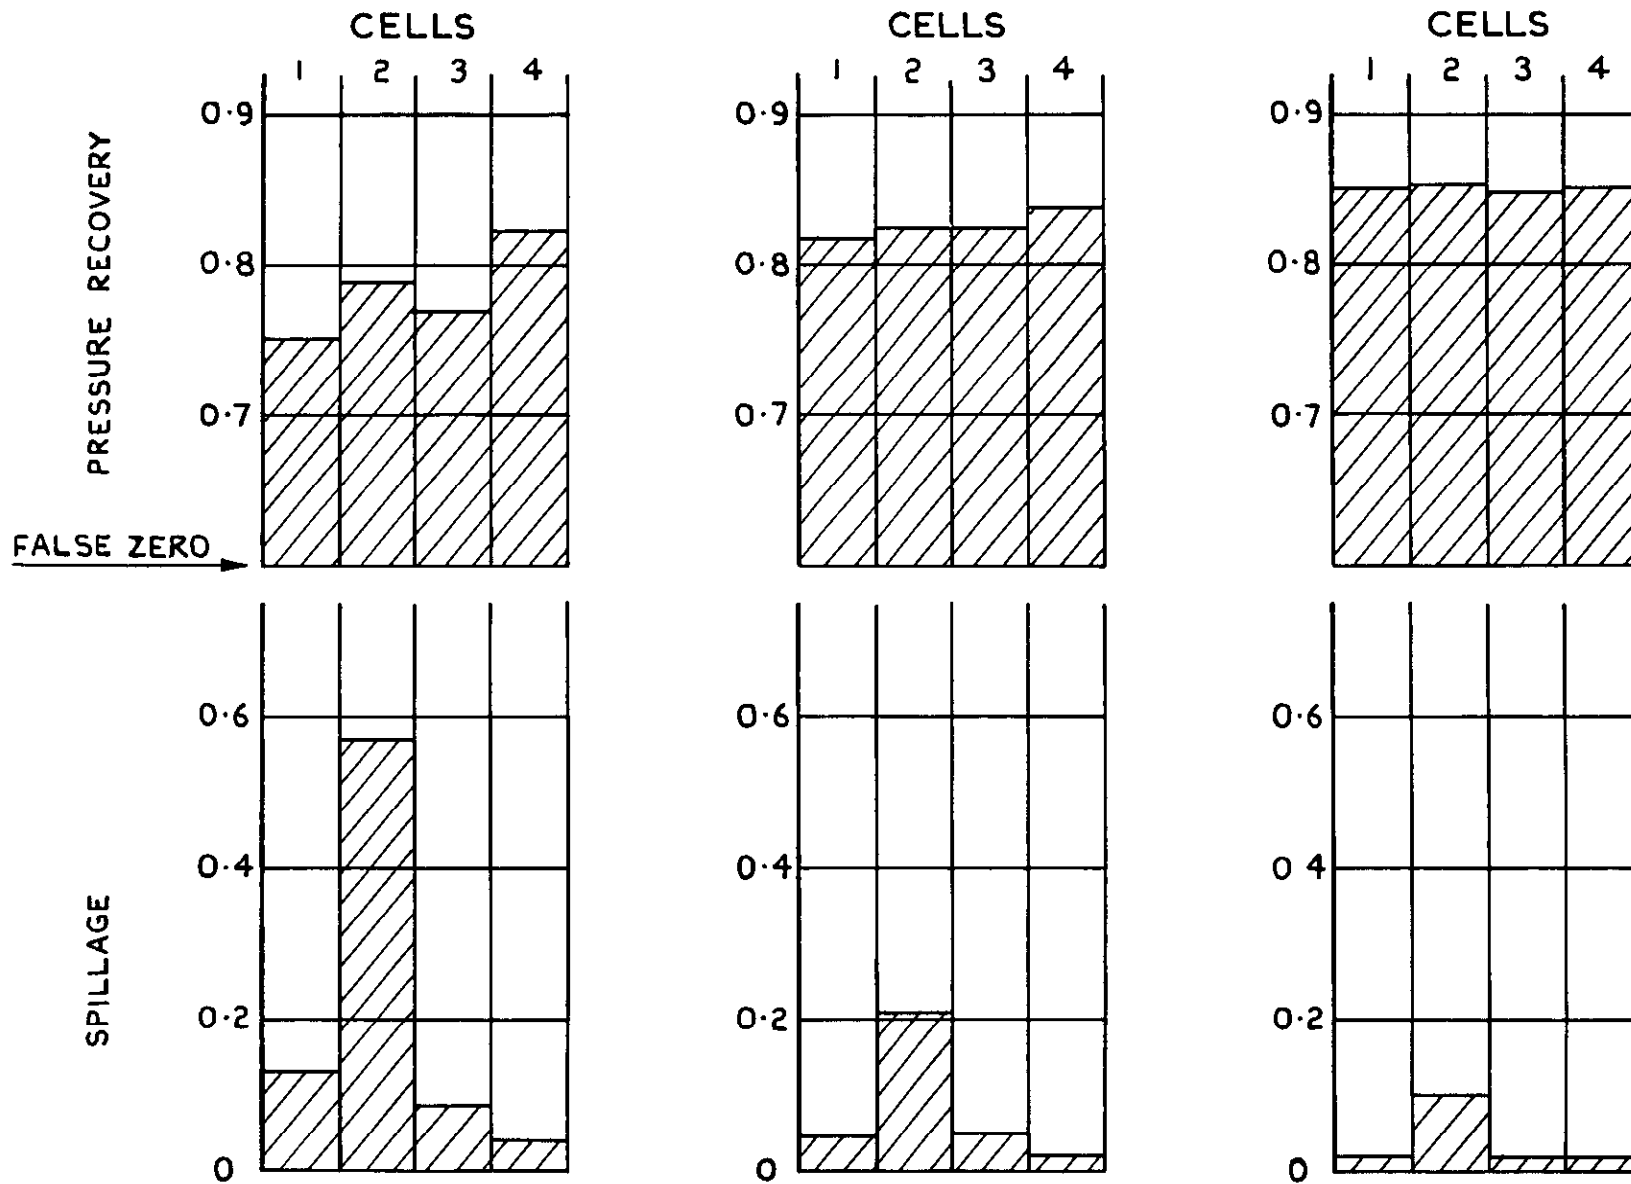 CELLS CELLS CELLS
1 2 3 4 1 2 3 4 1 2 3 4
0.9 0.9 0.9
PRESSURE RECOVERY
0.8 0.8 0.8
0.7 0.7 0.7
FALSE ZERO
0.6 0.6 0.6
0.4 0.4 0 4
SPILLAGE
0.2 0.2 0.2
0 0 0